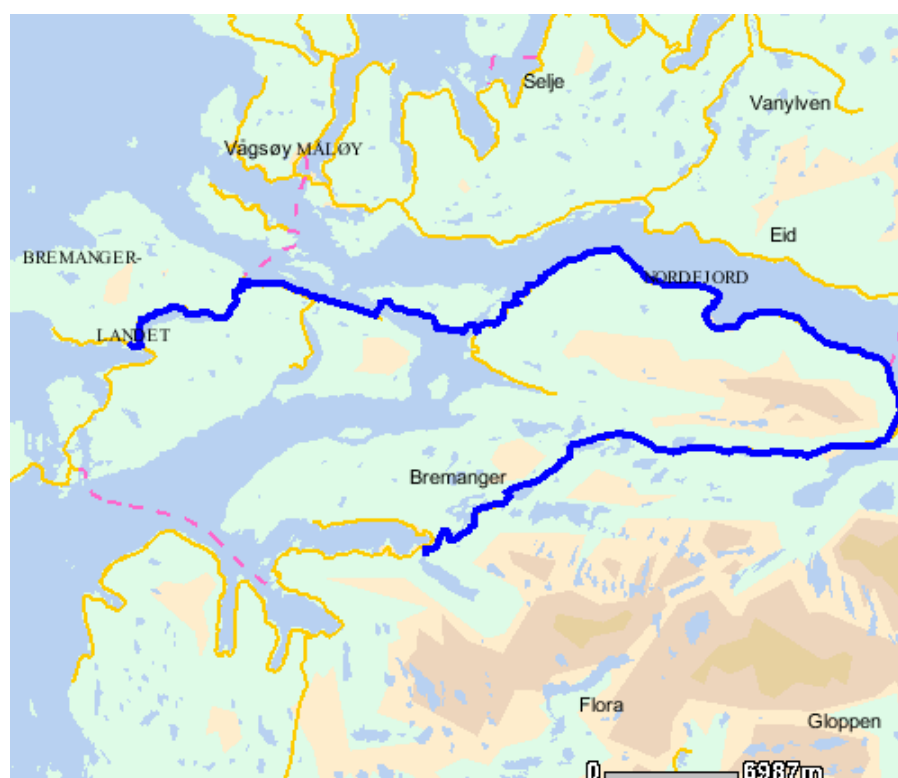 Selje
Vanylven
Vågsøy MÅLØY
Eid
BREMANGER-
NORDFJORD
LANDET
Bremanger
Flora
Gloppen
0 6987m